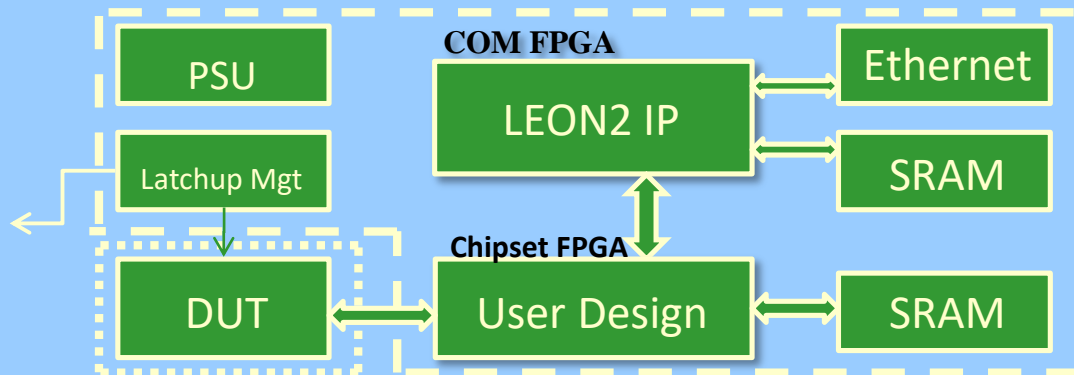 PSU
COM FPGA
LEON2 IP
Ethernet
Latchup Mgt
SRAM
DUT
Chipset FPGA
User Design
SRAM